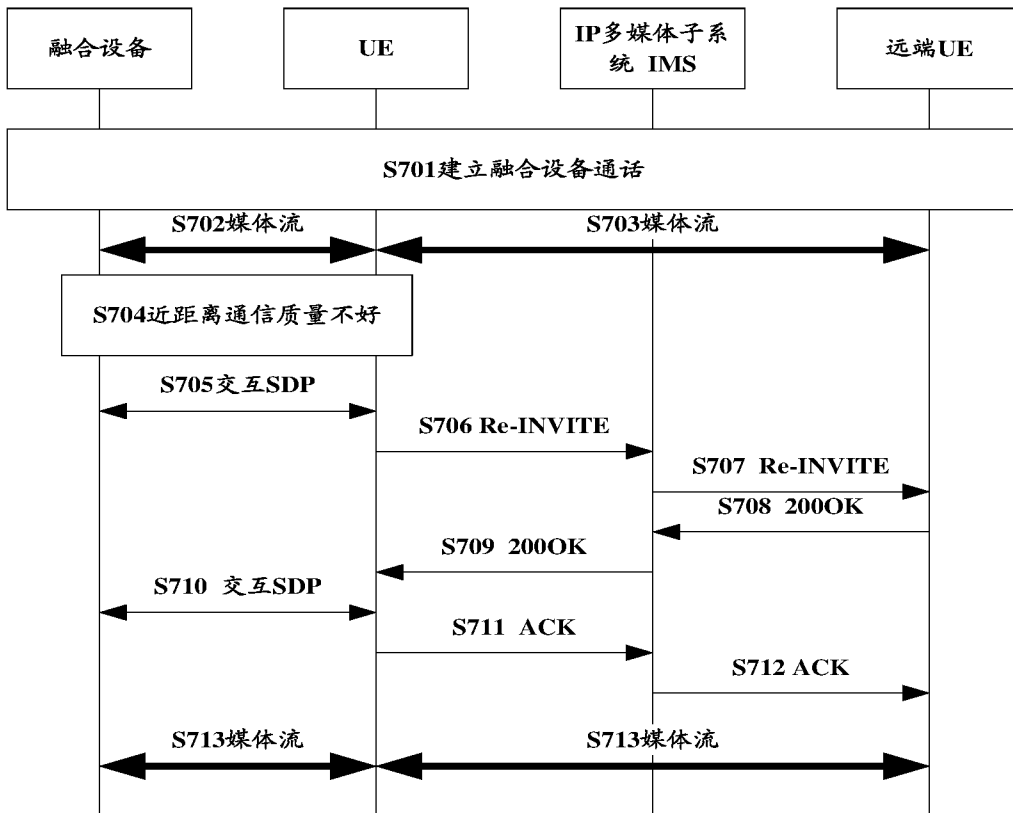 融合设备
UE
IP多媒体子系
统 IMS
远端UE
S701建立融合设备通话
S702媒体流
S703媒体流
S704近距离通信质量不好
S705交互SDP
S706 Re-INVITE
S707 Re-INVITE
S708 200OK
S709 200OK
S710 交互SDP
S711 ACK
S712 ACK
S713媒体流
S713媒体流